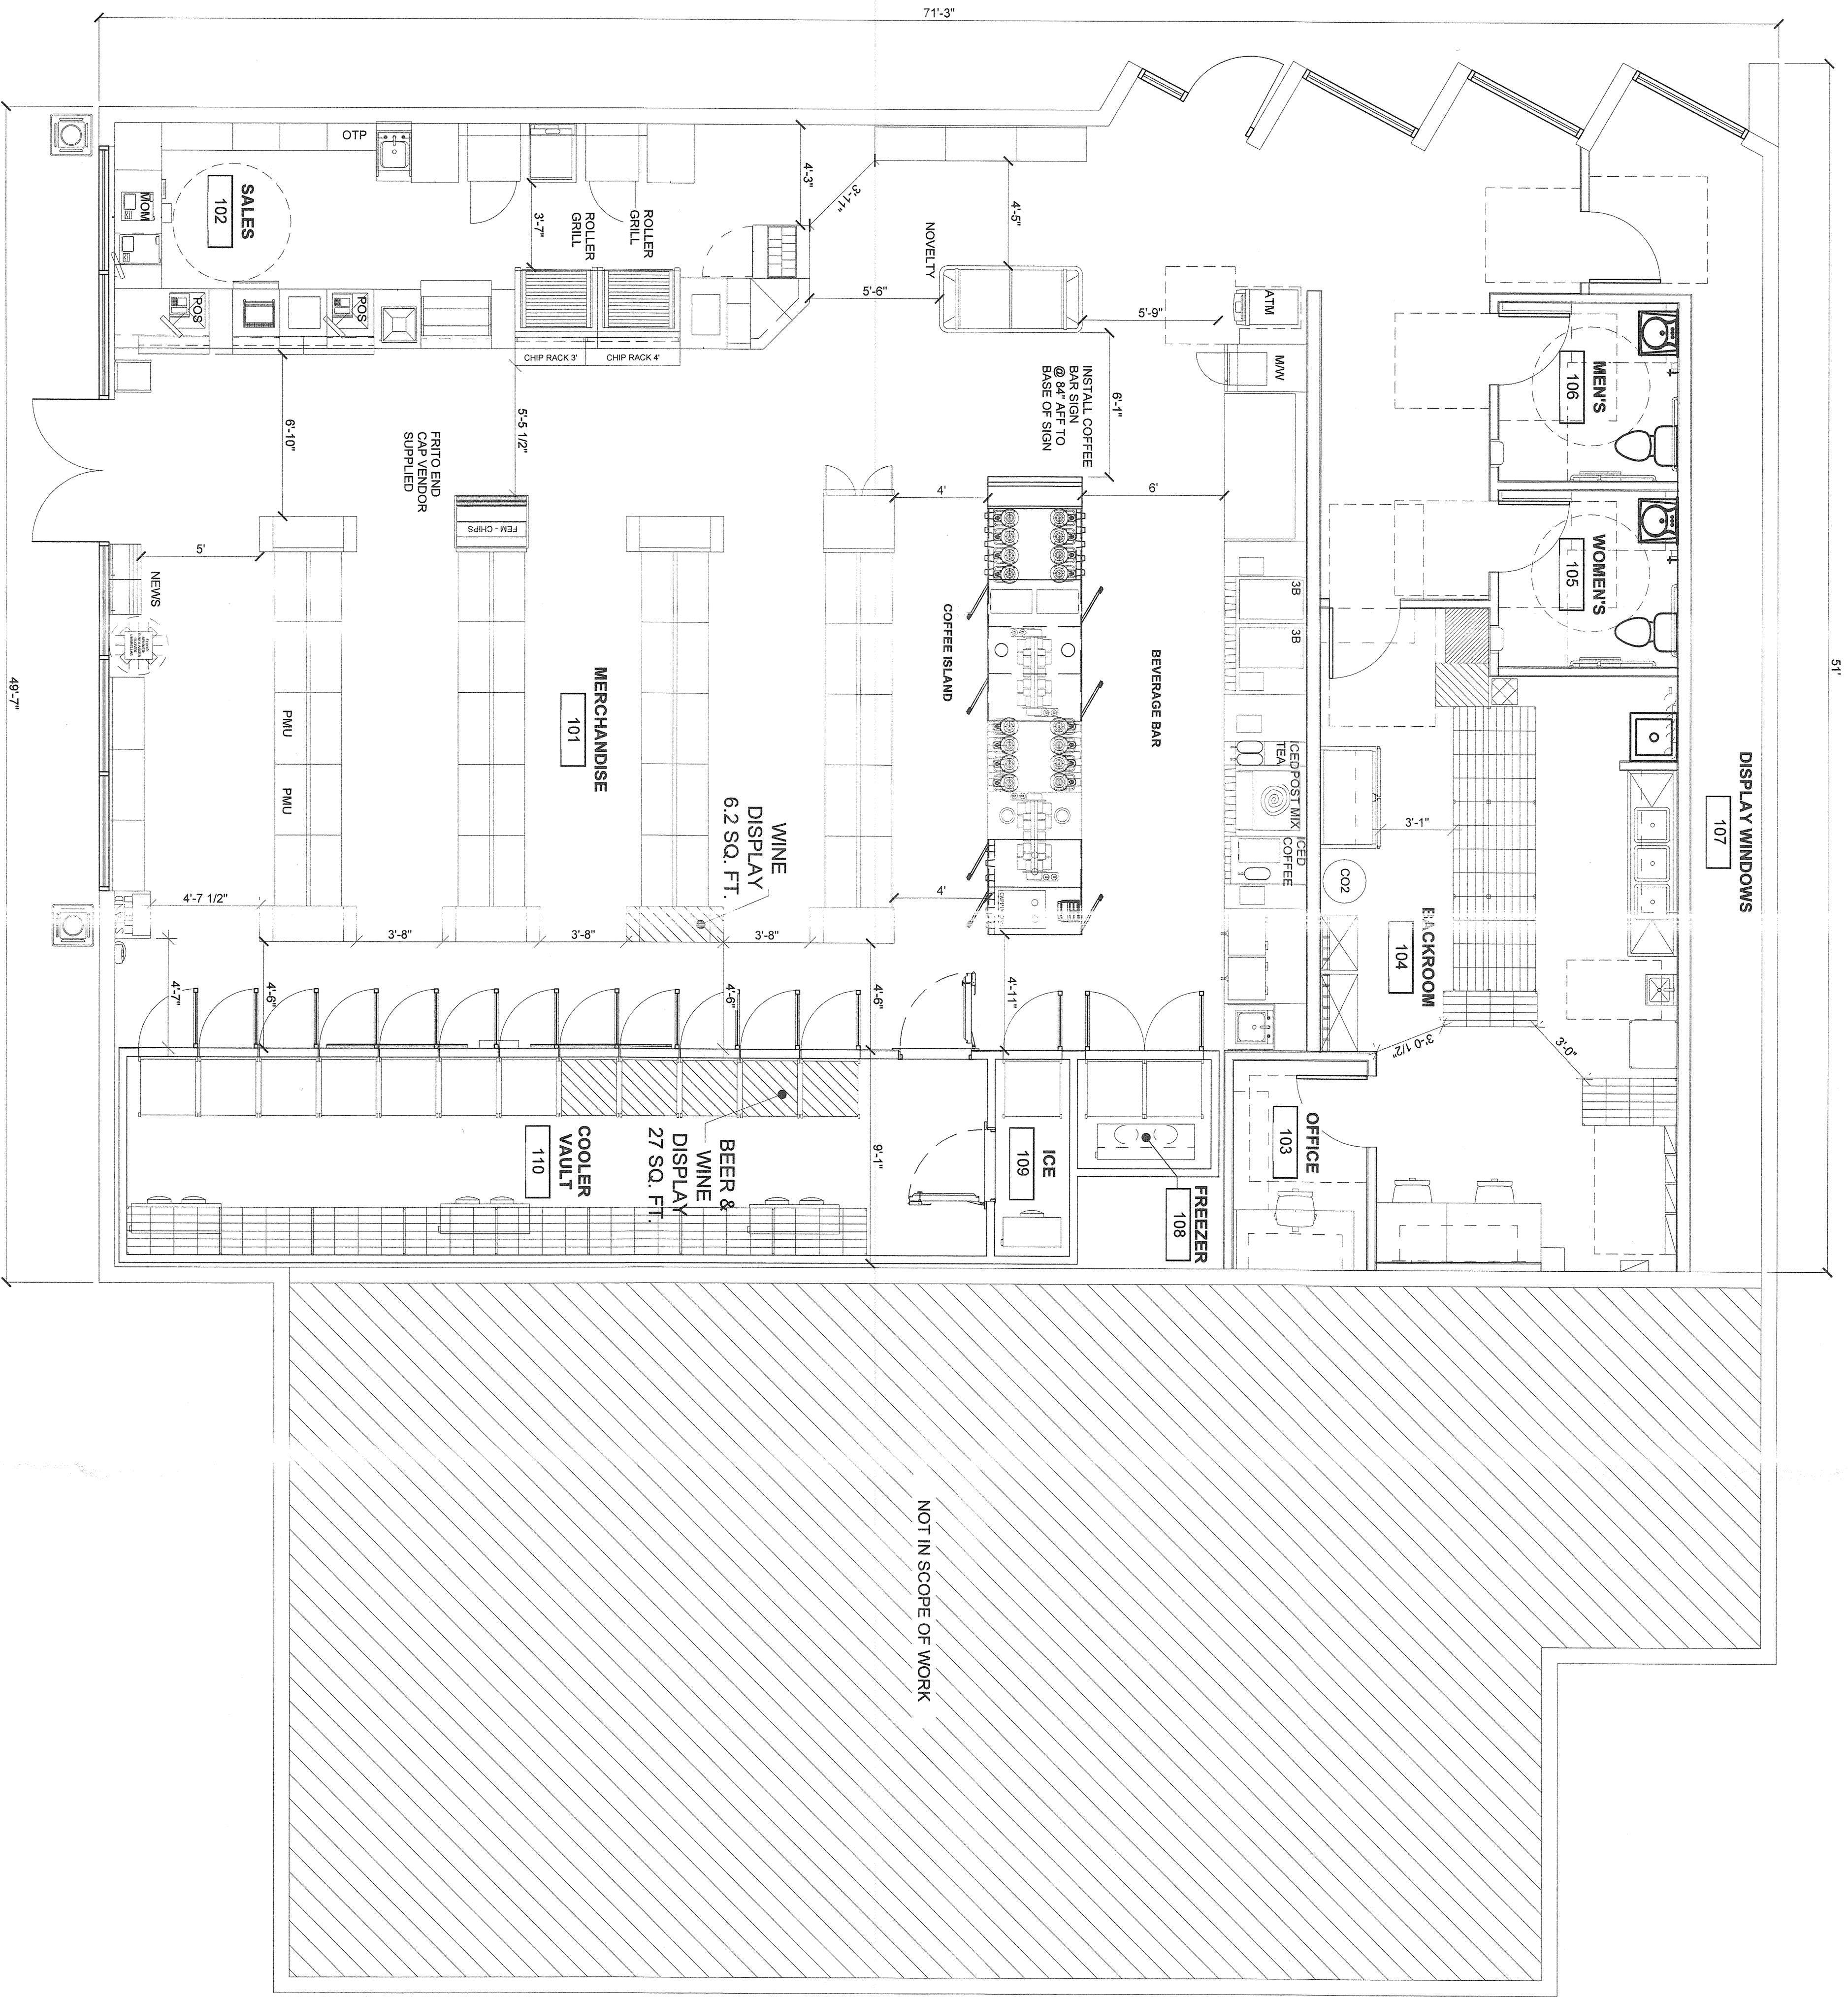 71'-3"
51'
49'-7"
OTP
MOM
SALES
102
4'-3"
3'-11"
3'-7"
ROLLER
GRILL
ROLLER
GRILL
4'-5"
NOVELTY
5'-6"
5'-9"
ATM
POS
POS
CHIP RACK 3'
CHIP RACK 4'
M/W
MEN'S
106
INSTALL COFFEE
BAR SIGN
@ 84" AFF TO
BASE OF SIGN
6'-1"
6'-10"
5'-5 1/2"
FRITO END
CAP VENDOR
SUPPLIED
FEM - CHIPS
4'
6'
WOMEN'S
105
5'
NEWS
3B
3B
COFFEE ISLAND
BEVERAGE BAR
MERCHANDISE
101
PMU
PMU
ICED
TEA
POST MIX
ICED
COFFEE
3'-1"
CO2
DISPLAY WINDOWS
107
WINE
DISPLAY
6.2 SQ. FT.
4'-7 1/2"
4'
3'-8"
3'-8"
3'-8"
BACKROOM
104
4'-7"
4'-6"
4'-6"
4'-6"
4'-11"
3'-0 1/2"
3'-0"
COOLER
VAULT
110
BEER &
WINE
DISPLAY
27 SQ. FT.
9'-1"
ICE
109
FREEZER
108
OFFICE
103
NOT IN SCOPE OF WORK